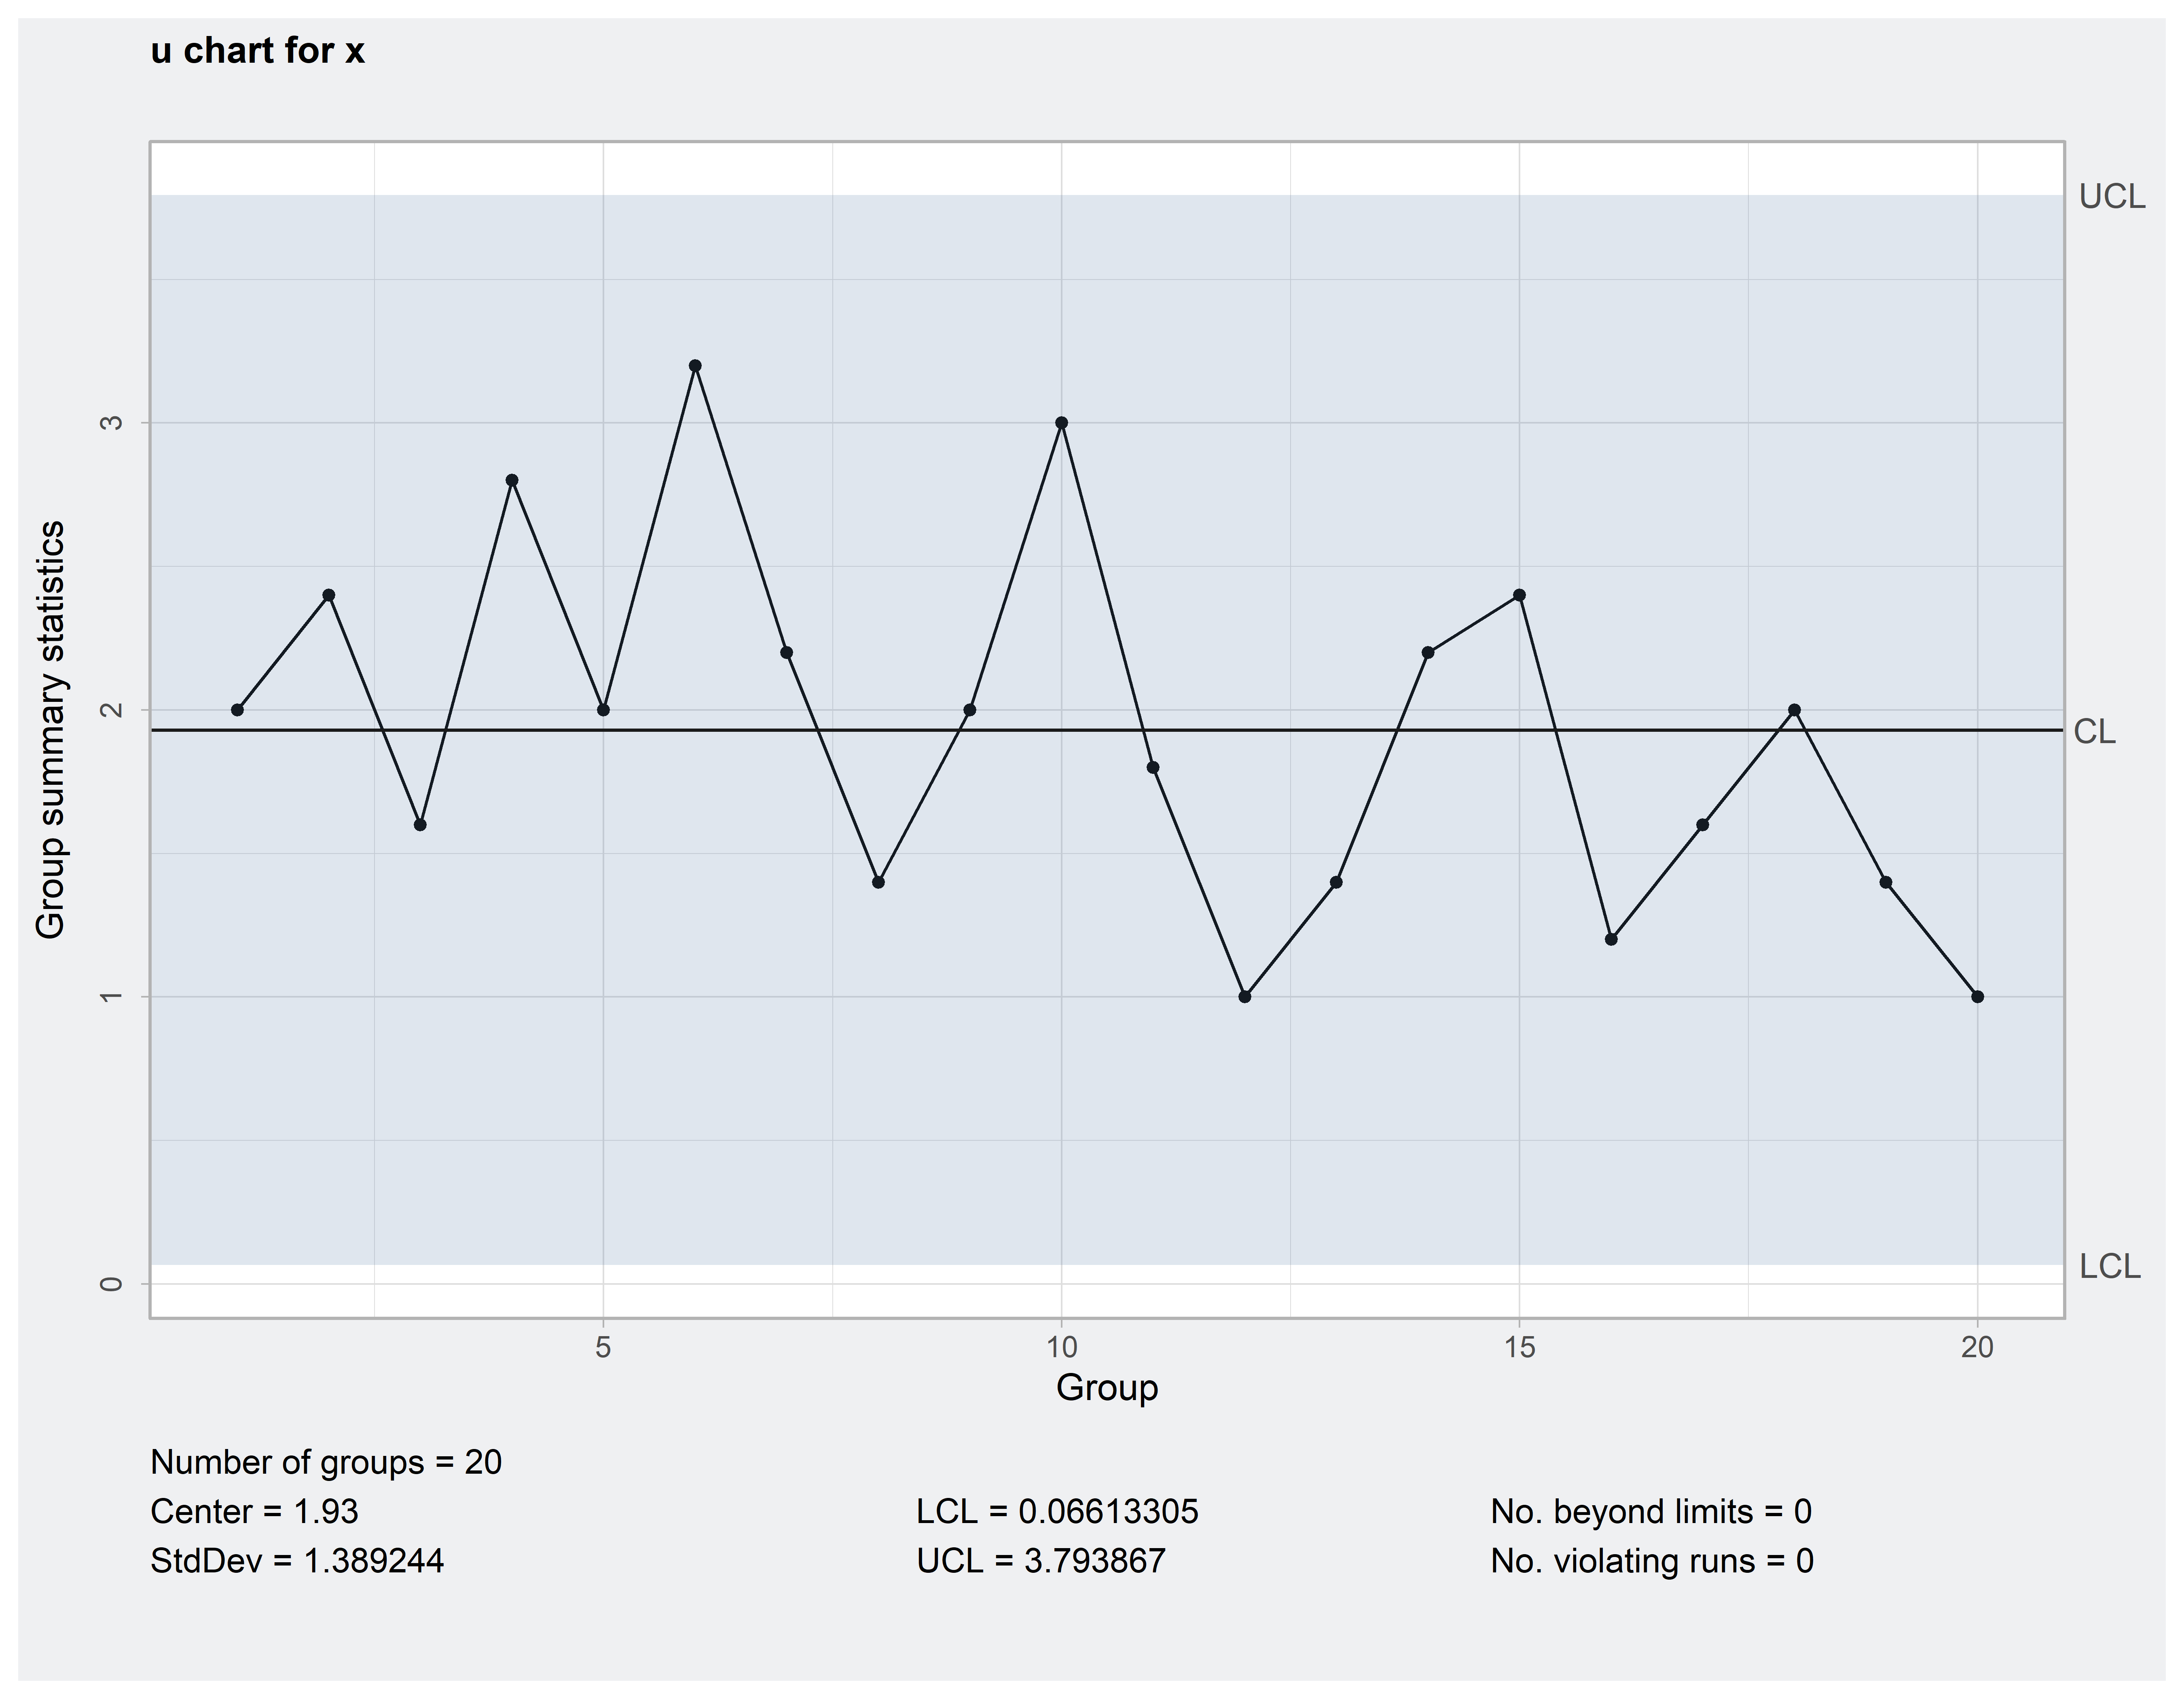 u chart for x
UCL
3
2
1
0
CL
LCL
Group summary statistics
5 10 15 20
Group
Number of groups = 20
Center = 1.93 LCL = 0.06613305 No. beyond limits = 0
StdDev = 1.389244 UCL = 3.793867 No. violating runs = 0